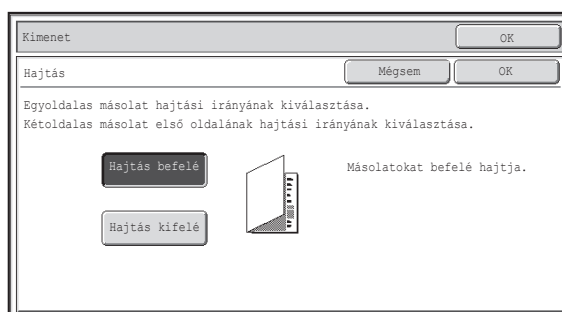 Kimenet
OK
Hajtás
Mégsem
OK
Egyoldalas másolat hajtási irányának kiválasztása.
Kétoldalas másolat első oldalának hajtási irányának kiválasztása.
Hajtás befelé
Másolatokat befelé hajtja.
Hajtás kifelé